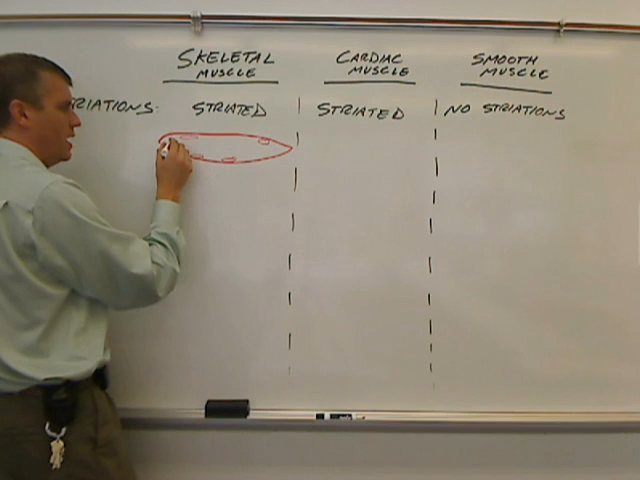 SKELETAL MUSCLE
CARDIAC MUSCLE
SMOOTH MUSCLE
RIATIONS: STRIATED STRIATED NO STRIATIONS